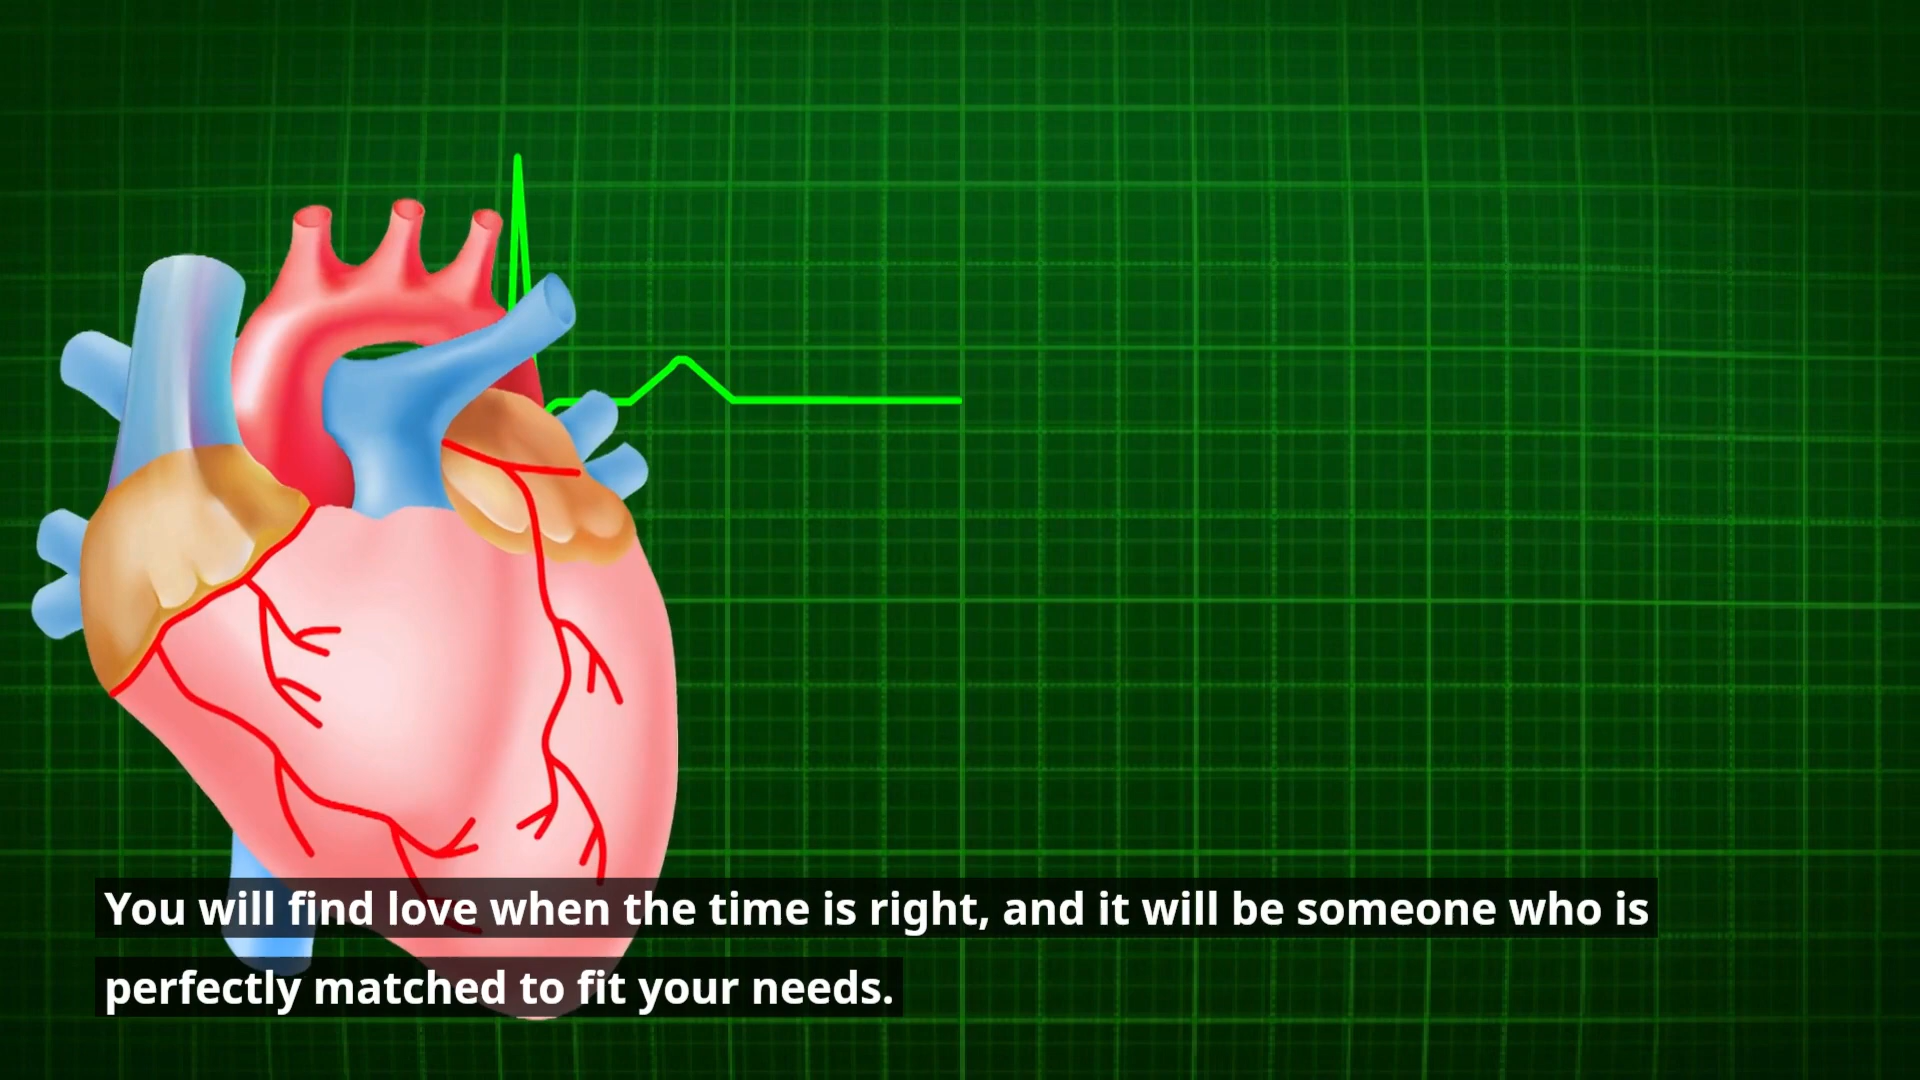 You will find love when the time is right, and it will be someone who is
perfectly matched to fit your needs.